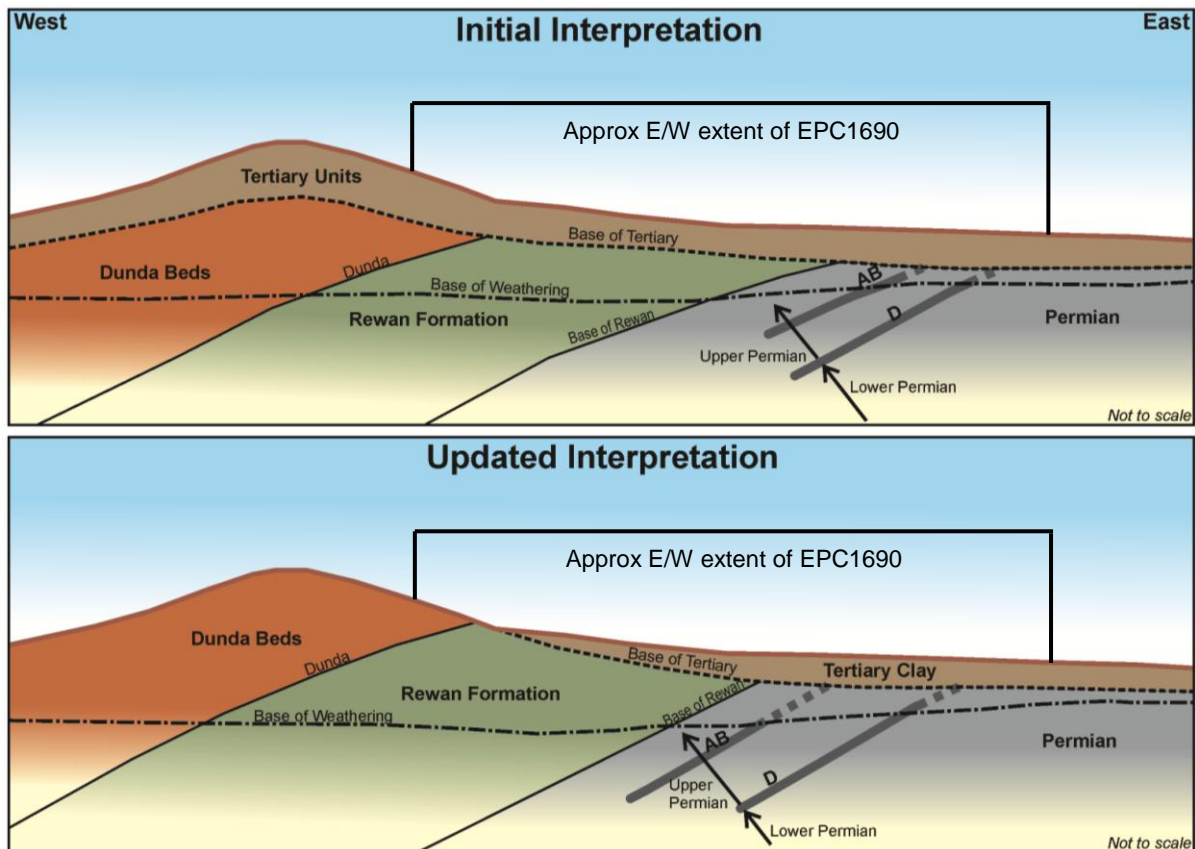 West
Initial Interpretation
East
Approx E/W extent of EPC1690
Tertiary Units
Base of Tertiary
Dunda Beds
Dunda
Base of Weathering
AB
Rewan Formation
Base of Rewan
D
Permian
Upper Permian
Lower Permian
Not to scale
Updated Interpretation
Approx E/W extent of EPC1690
Dunda Beds
Dunda
Base of Tertiary
Tertiary Clay
Rewan Formation
Base of Rewan
Base of Weathering
AB
Permian
D
Upper
Permian
Lower Permian
Not to scale